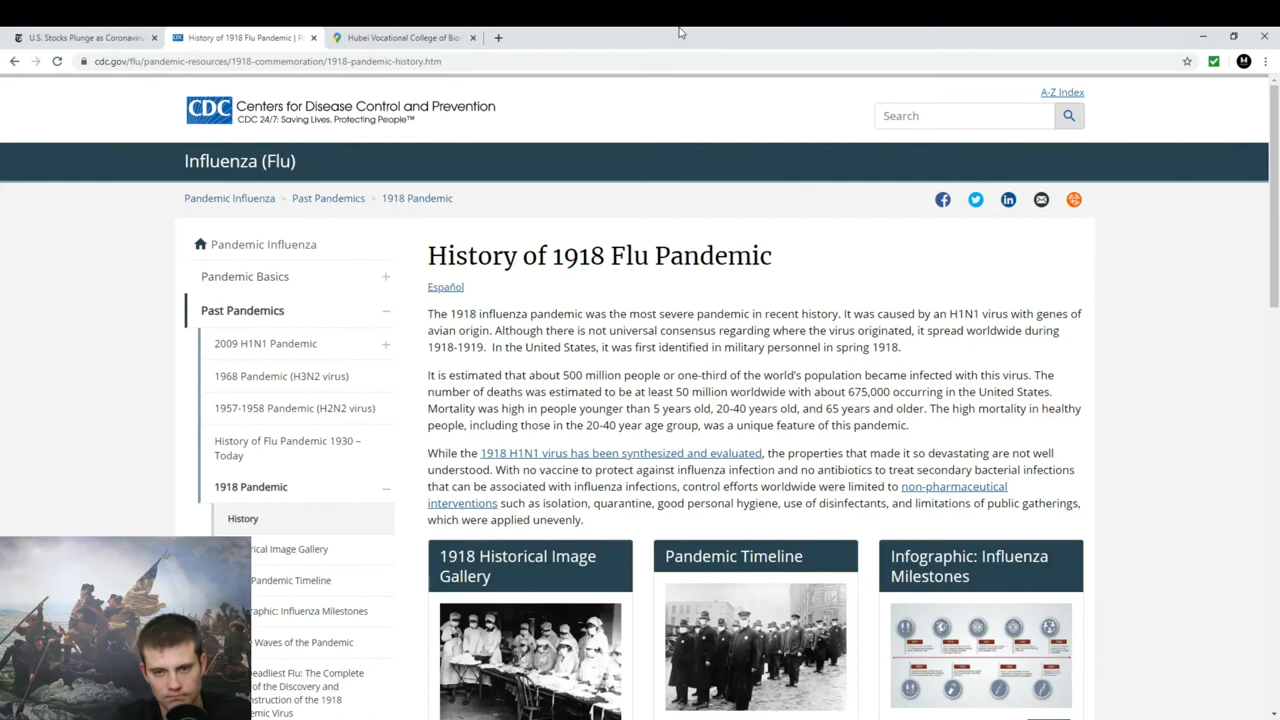 U.S. Stocks Plunge as Coronavirus
History of 1918 Flu Pandemic | P
Hubei Vocational College of Bio-
cdc.gov/flu/pandemic-resources/1918-commemoration/1918-pandemic-history.htm
A-Z Index
CDC
Centers for Disease Control and Prevention
CDC 24/7: Saving Lives, Protecting People™
Search
Influenza (Flu)
Pandemic Influenza > Past Pandemics > 1918 Pandemic
Pandemic Influenza
Pandemic Basics
Past Pandemics
2009 H1N1 Pandemic
1968 Pandemic (H3N2 virus)
1957-1958 Pandemic (H2N2 virus)
History of Flu Pandemic 1930 –
Today
1918 Pandemic
History
rical Image Gallery
Pandemic Timeline
graphic: Influenza Milestones
Waves of the Pandemic
Deadliest Flu: The Complete
of the Discovery and
nstruction of the 1918
emic Virus
History of 1918 Flu Pandemic
Español
The 1918 influenza pandemic was the most severe pandemic in recent history. It was caused by an H1N1 virus with genes of
avian origin. Although there is not universal consensus regarding where the virus originated, it spread worldwide during
1918-1919. In the United States, it was first identified in military personnel in spring 1918.
It is estimated that about 500 million people or one-third of the world's population became infected with this virus. The
number of deaths was estimated to be at least 50 million worldwide with about 675,000 occurring in the United States.
Mortality was high in people younger than 5 years old, 20-40 years old, and 65 years and older. The high mortality in healthy
people, including those in the 20-40 year age group, was a unique feature of this pandemic.
While the 1918 H1N1 virus has been synthesized and evaluated, the properties that made it so devastating are not well
understood. With no vaccine to protect against influenza infection and no antibiotics to treat secondary bacterial infections
that can be associated with influenza infections, control efforts worldwide were limited to non-pharmaceutical
interventions such as isolation, quarantine, good personal hygiene, use of disinfectants, and limitations of public gatherings,
which were applied unevenly.
1918 Historical Image
Gallery
Pandemic Timeline
Infographic: Influenza
Milestones